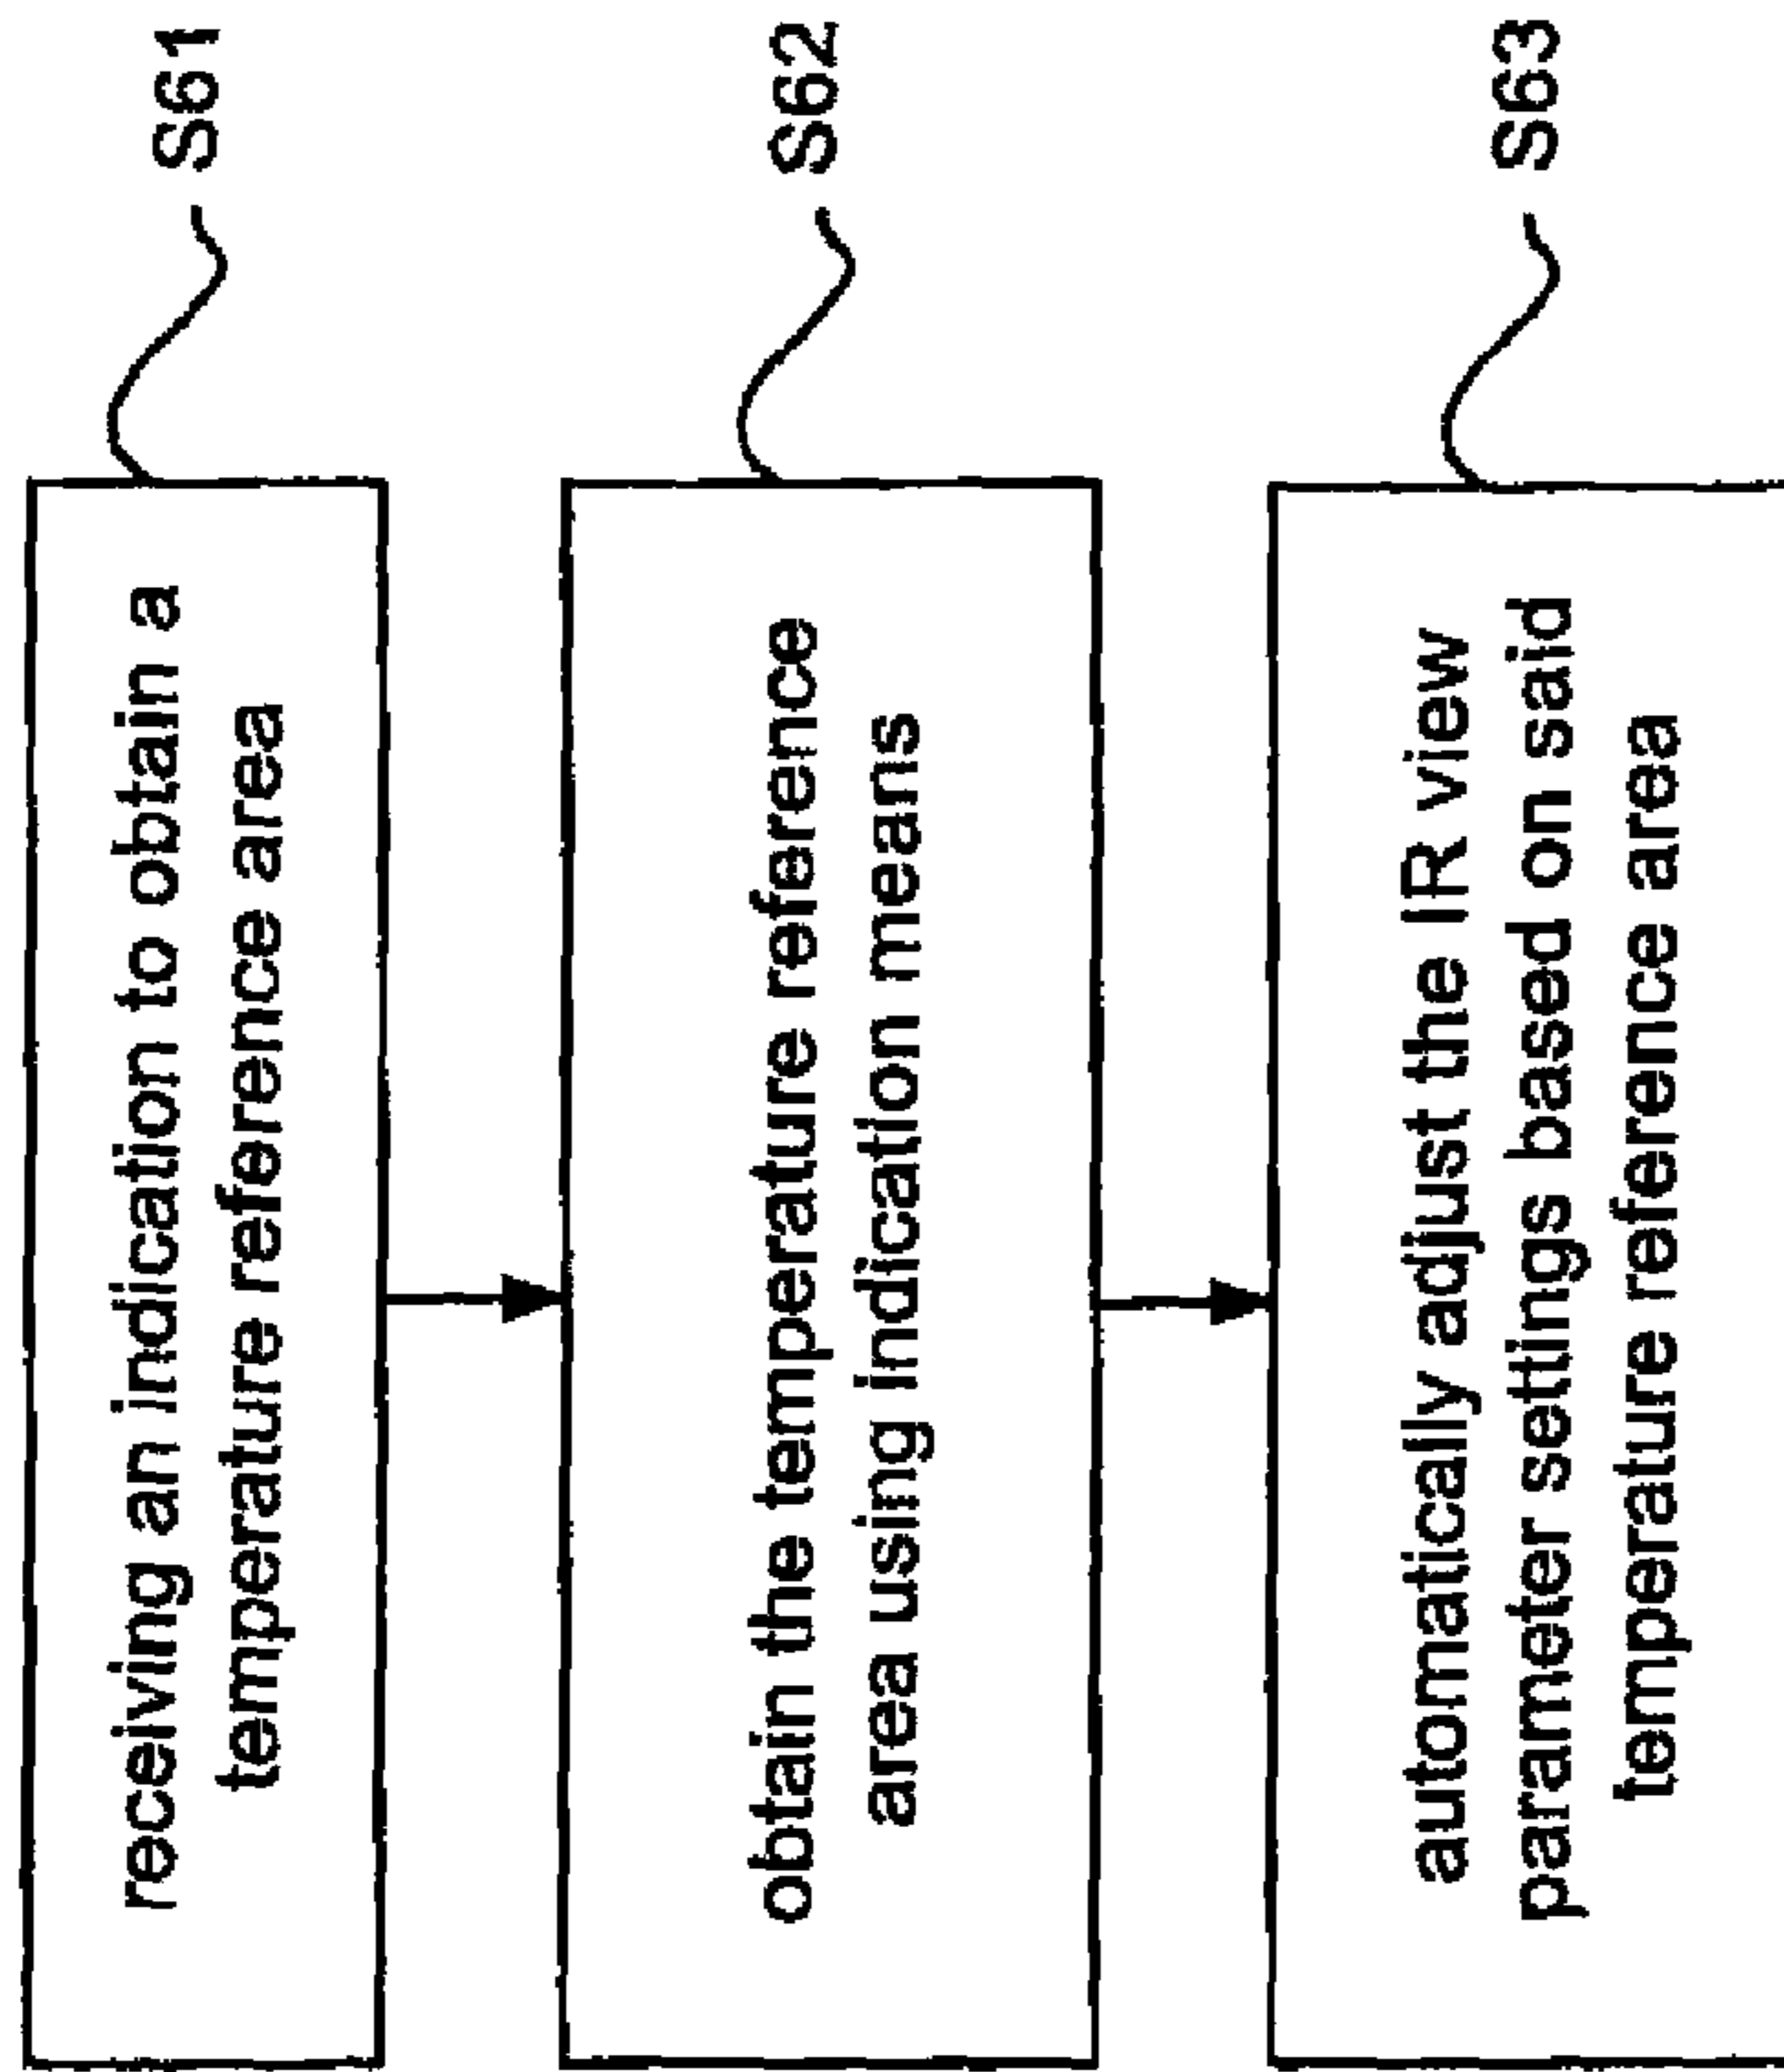 receiving an indication to obtain a
temperature reference area
S61
obtain the temperature reference
area using indication means
S62
automatically adjust the IR view
parameter settings based on said
temperature reference area
S63